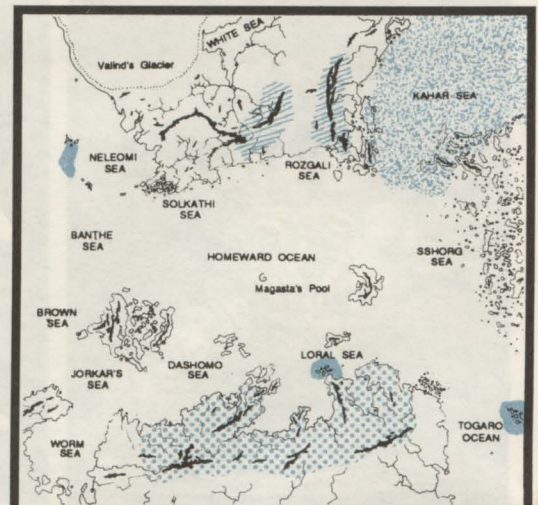 WHITE SEA
Valind's Glacier
KAHAR SEA
NELEOMI
SEA
ROZGALI
SEA
SOLKATHI
SEA
BANTHE
SEA
HOMEWARD OCEAN
SSHORG
SEA
Magasta's Pool
BROWN
SEA
LORAL SEA
JORKAR'S
SEA
DASHOMO
SEA
TOGARO
OCEAN
WORM
SEA